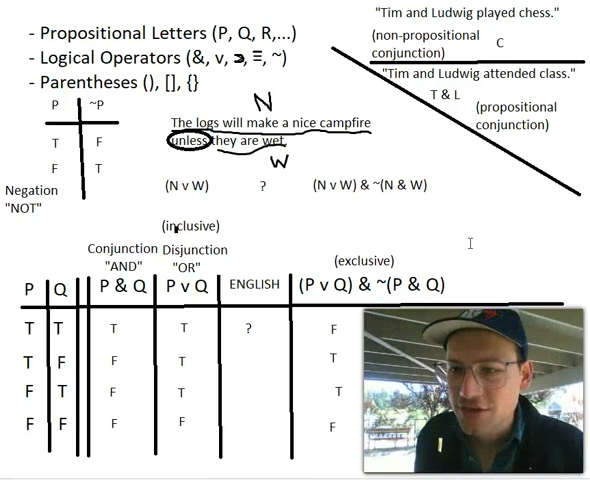 - Propositional Letters (P, Q, R,...)
- Logical Operators (&, v, ⊃, ≡, ~)
- Parentheses (), [], {}
"Tim and Ludwig played chess."
(non-propositional
conjunction)
C
"Tim and Ludwig attended class."
T & L
(propositional
conjunction)
P ~P
T F
F T
Negation
"NOT"
N
The logs will make a nice campfire
unless they are wet
W
(N v W) ? (N v W) & ~(N & W)
(inclusive)
Conjunction Disjunction
"AND" "OR" (exclusive)
P Q P & Q P v Q ENGLISH (P v Q) & ~(P & Q)
T T T T ? F
T F F T T
F T F T T
F F F F F